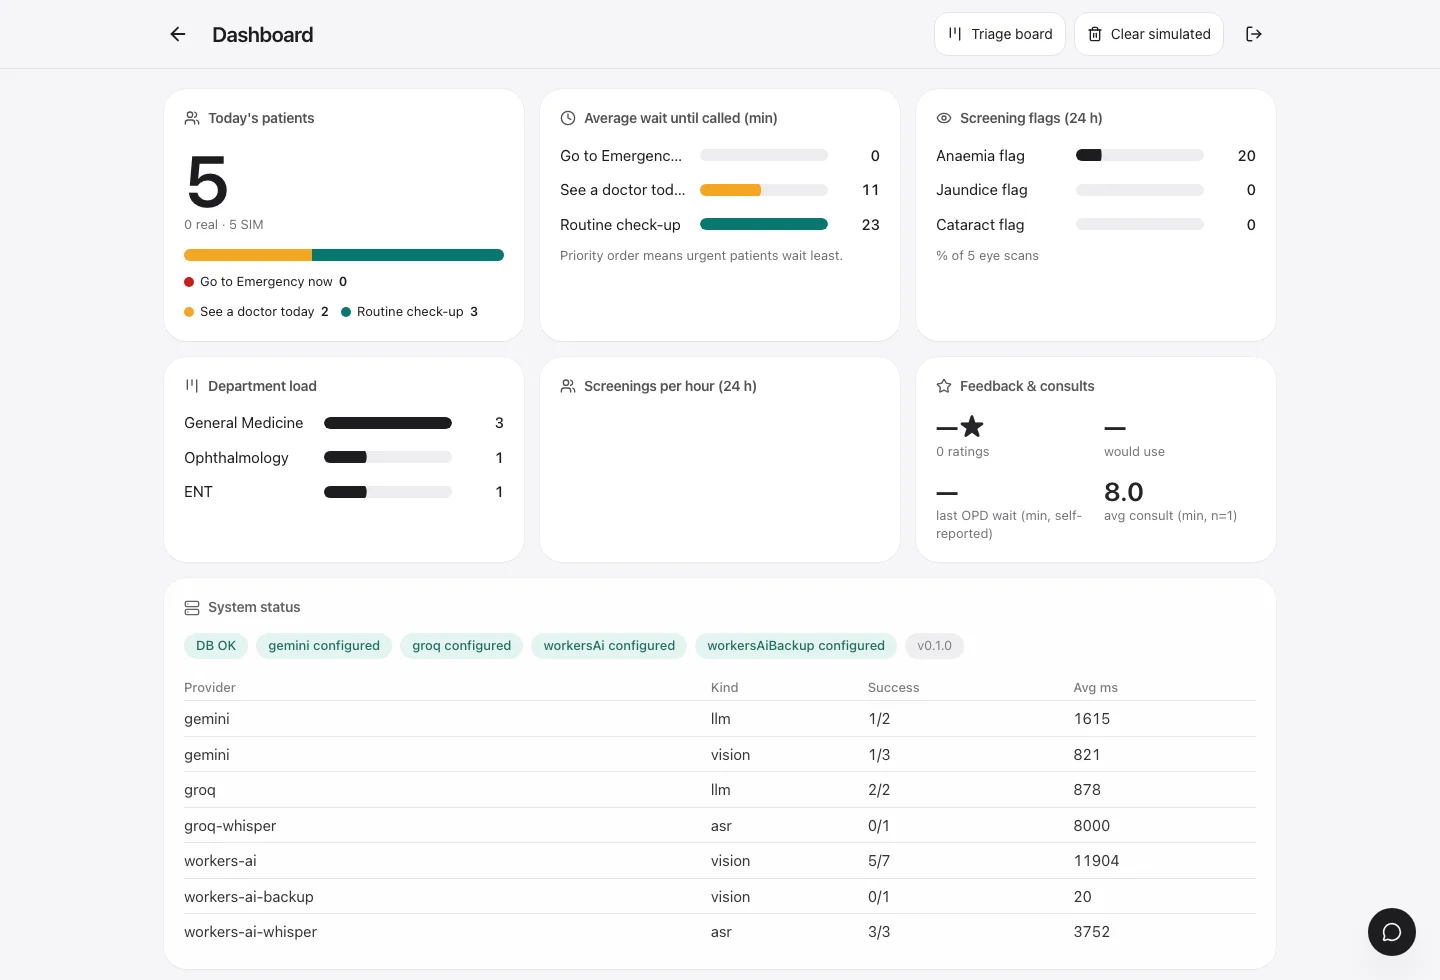 Dashboard
Triage board
Clear simulated
Today's patients
5
0 real · 5 SIM
Go to Emergency now 0
See a doctor today 2 Routine check-up 3
Average wait until called (min)
Go to Emergenc... 0
See a doctor tod... 11
Routine check-up 23
Priority order means urgent patients wait least.
Screening flags (24 h)
Anaemia flag 20
Jaundice flag 0
Cataract flag 0
% of 5 eye scans
Department load
General Medicine 3
Ophthalmology 1
ENT 1
Screenings per hour (24 h)
Feedback & consults
—★ —
0 ratings would use
— 8.0
last OPD wait (min, self- avg consult (min, n=1)
reported)
System status
DB OK gemini configured groq configured workersAi configured workersAiBackup configured v0.1.0
Provider Kind Success Avg ms
gemini llm 1/2 1615
gemini vision 1/3 821
groq llm 2/2 878
groq-whisper asr 0/1 8000
workers-ai vision 5/7 11904
workers-ai-backup vision 0/1 20
workers-ai-whisper asr 3/3 3752